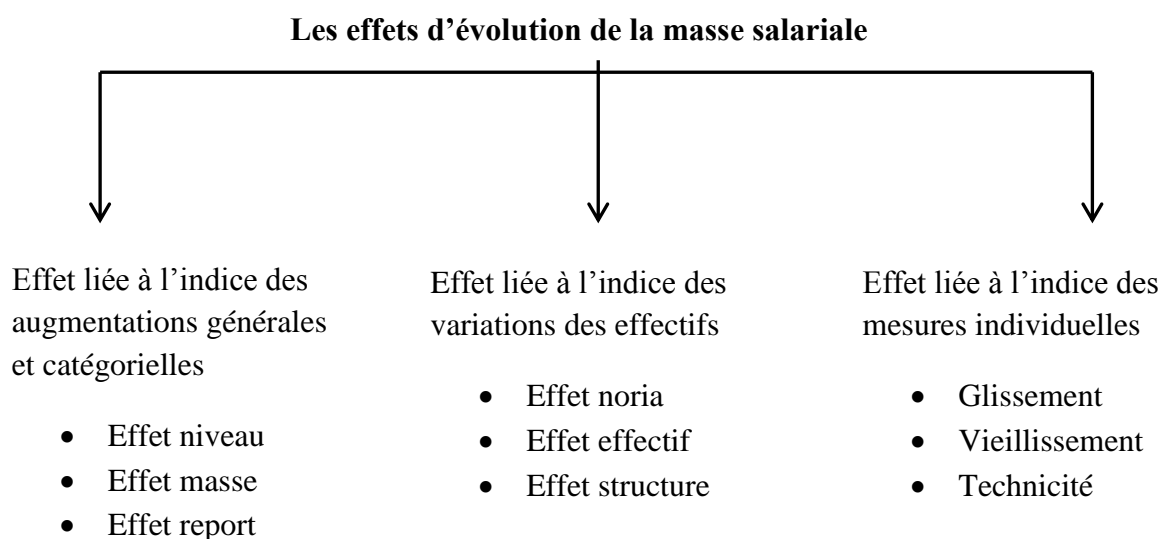 Les effets d’évolution de la masse salariale
Effet liée à l’indice des
augmentations générales
et catégorielles
• Effet niveau
• Effet masse
• Effet report
Effet liée à l’indice des
variations des effectifs
• Effet noria
• Effet effectif
• Effet structure
Effet liée à l’indice des
mesures individuelles
• Glissement
• Vieillissement
• Technicité